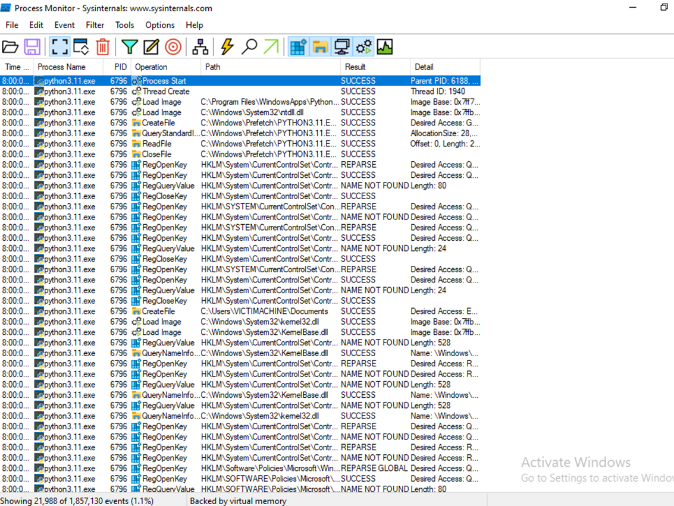 Process Monitor - Sysinternals: www.sysinternals.com
File Edit Event Filter Tools Options Help
Time ... Process Name PID Operation Path Result Detail
8:00:0... python3.11.exe 6796 Process Start SUCCESS Parent PID: 6188, ...
8:00:0... python3.11.exe 6796 Thread Create SUCCESS Thread ID: 1940
8:00:0... python3.11.exe 6796 Load Image C:\Program Files\WindowsApps\Python... SUCCESS Image Base: 0x7ff7...
8:00:0... python3.11.exe 6796 Load Image C:\Windows\System32\ntdll.dll SUCCESS Image Base: 0x7ffb...
8:00:0... python3.11.exe 6796 CreateFile C:\Windows\Prefetch\PYTHON3.11.E... SUCCESS Desired Access: G...
8:00:0... python3.11.exe 6796 QueryStandardI... C:\Windows\Prefetch\PYTHON3.11.E... SUCCESS AllocationSize: 28,...
8:00:0... python3.11.exe 6796 ReadFile C:\Windows\Prefetch\PYTHON3.11.E... SUCCESS Offset: 0, Length: 2...
8:00:0... python3.11.exe 6796 CloseFile C:\Windows\Prefetch\PYTHON3.11.E... SUCCESS
8:00:0... python3.11.exe 6796 RegOpenKey HKLM\System\CurrentControlSet\Contr... REPARSE Desired Access: Q...
8:00:0... python3.11.exe 6796 RegOpenKey HKLM\System\CurrentControlSet\Contr... SUCCESS Desired Access: Q...
8:00:0... python3.11.exe 6796 RegQueryValue HKLM\System\CurrentControlSet\Contr... NAME NOT FOUND Length: 80
8:00:0... python3.11.exe 6796 RegCloseKey HKLM\System\CurrentControlSet\Contr... SUCCESS
8:00:0... python3.11.exe 6796 RegOpenKey HKLM\SYSTEM\CurrentControlSet\Con... REPARSE Desired Access: Q...
8:00:0... python3.11.exe 6796 RegOpenKey HKLM\System\CurrentControlSet\Contr... NAME NOT FOUND Desired Access: Q...
8:00:0... python3.11.exe 6796 RegOpenKey HKLM\SYSTEM\CurrentControlSet\Con... REPARSE Desired Access: Q...
8:00:0... python3.11.exe 6796 RegOpenKey HKLM\System\CurrentControlSet\Contr... SUCCESS Desired Access: Q...
8:00:0... python3.11.exe 6796 RegQueryValue HKLM\System\CurrentControlSet\Contr... NAME NOT FOUND Length: 24
8:00:0... python3.11.exe 6796 RegCloseKey HKLM\System\CurrentControlSet\Contr... SUCCESS
8:00:0... python3.11.exe 6796 RegOpenKey HKLM\SYSTEM\CurrentControlSet\Con... REPARSE Desired Access: Q...
8:00:0... python3.11.exe 6796 RegOpenKey HKLM\System\CurrentControlSet\Contr... SUCCESS Desired Access: Q...
8:00:0... python3.11.exe 6796 RegQueryValue HKLM\System\CurrentControlSet\Contr... NAME NOT FOUND Length: 24
8:00:0... python3.11.exe 6796 RegCloseKey HKLM\System\CurrentControlSet\Contr... SUCCESS
8:00:0... python3.11.exe 6796 CreateFile C:\Users\VICTIMACHINE\Documents SUCCESS Desired Access: E...
8:00:0... python3.11.exe 6796 Load Image C:\Windows\System32\kernel32.dll SUCCESS Image Base: 0x7ffb...
8:00:0... python3.11.exe 6796 Load Image C:\Windows\System32\KernelBase.dll SUCCESS Image Base: 0x7ffb...
8:00:0... python3.11.exe 6796 RegQueryValue HKLM\System\CurrentControlSet\Contr... NAME NOT FOUND Length: 528
8:00:0... python3.11.exe 6796 QueryNameInfo... C:\Windows\System32\KernelBase.dll SUCCESS Name: \Windows\...
8:00:0... python3.11.exe 6796 RegOpenKey HKLM\System\CurrentControlSet\Contr... REPARSE Desired Access: R...
8:00:0... python3.11.exe 6796 RegOpenKey HKLM\System\CurrentControlSet\Contr... NAME NOT FOUND Desired Access: R...
8:00:0... python3.11.exe 6796 RegQueryValue HKLM\System\CurrentControlSet\Contr... NAME NOT FOUND Length: 528
8:00:0... python3.11.exe 6796 QueryNameInfo... C:\Windows\System32\KernelBase.dll SUCCESS Name: \Windows\...
8:00:0... python3.11.exe 6796 RegQueryValue HKLM\System\CurrentControlSet\Contr... NAME NOT FOUND Length: 528
8:00:0... python3.11.exe 6796 QueryNameInfo... C:\Windows\System32\kernel32.dll SUCCESS Name: \Windows\...
8:00:0... python3.11.exe 6796 RegOpenKey HKLM\System\CurrentControlSet\Contr... REPARSE Desired Access: Q...
8:00:0... python3.11.exe 6796 RegOpenKey HKLM\System\CurrentControlSet\Contr... NAME NOT FOUND Desired Access: Q...
8:00:0... python3.11.exe 6796 RegOpenKey HKLM\System\CurrentControlSet\Contr... REPARSE Desired Access: R...
8:00:0... python3.11.exe 6796 RegOpenKey HKLM\System\CurrentControlSet\Contr... NAME NOT FOUND Desired Access: R...
8:00:0... python3.11.exe 6796 RegOpenKey HKLM\Software\Policies\Microsoft\Win... REPARSE GLOBAL Desired Access: Q...
8:00:0... python3.11.exe 6796 RegOpenKey HKLM\SOFTWARE\Policies\Microsoft\... SUCCESS Desired Access: Q...
8:00:0... python3.11.exe 6796 RegQueryValue HKLM\SOFTWARE\Policies\Microsoft\... NAME NOT FOUND Length: 80
Activate Windows
Go to Settings to activate Window
Showing 21,988 of 1,857,130 events (1.1%) Backed by virtual memory